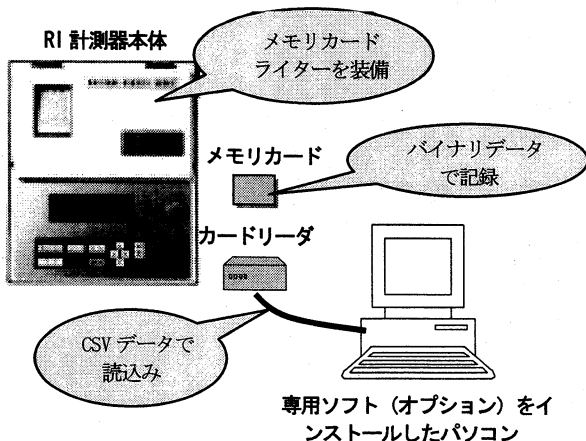 RI 計測器本体
メモリカード
ライターを装備
メモリカード
バイナリデータ
で記録
カードリーダ
CSV データで
読込み
専用ソフト（オプション）をイ
ンストールしたパソコン